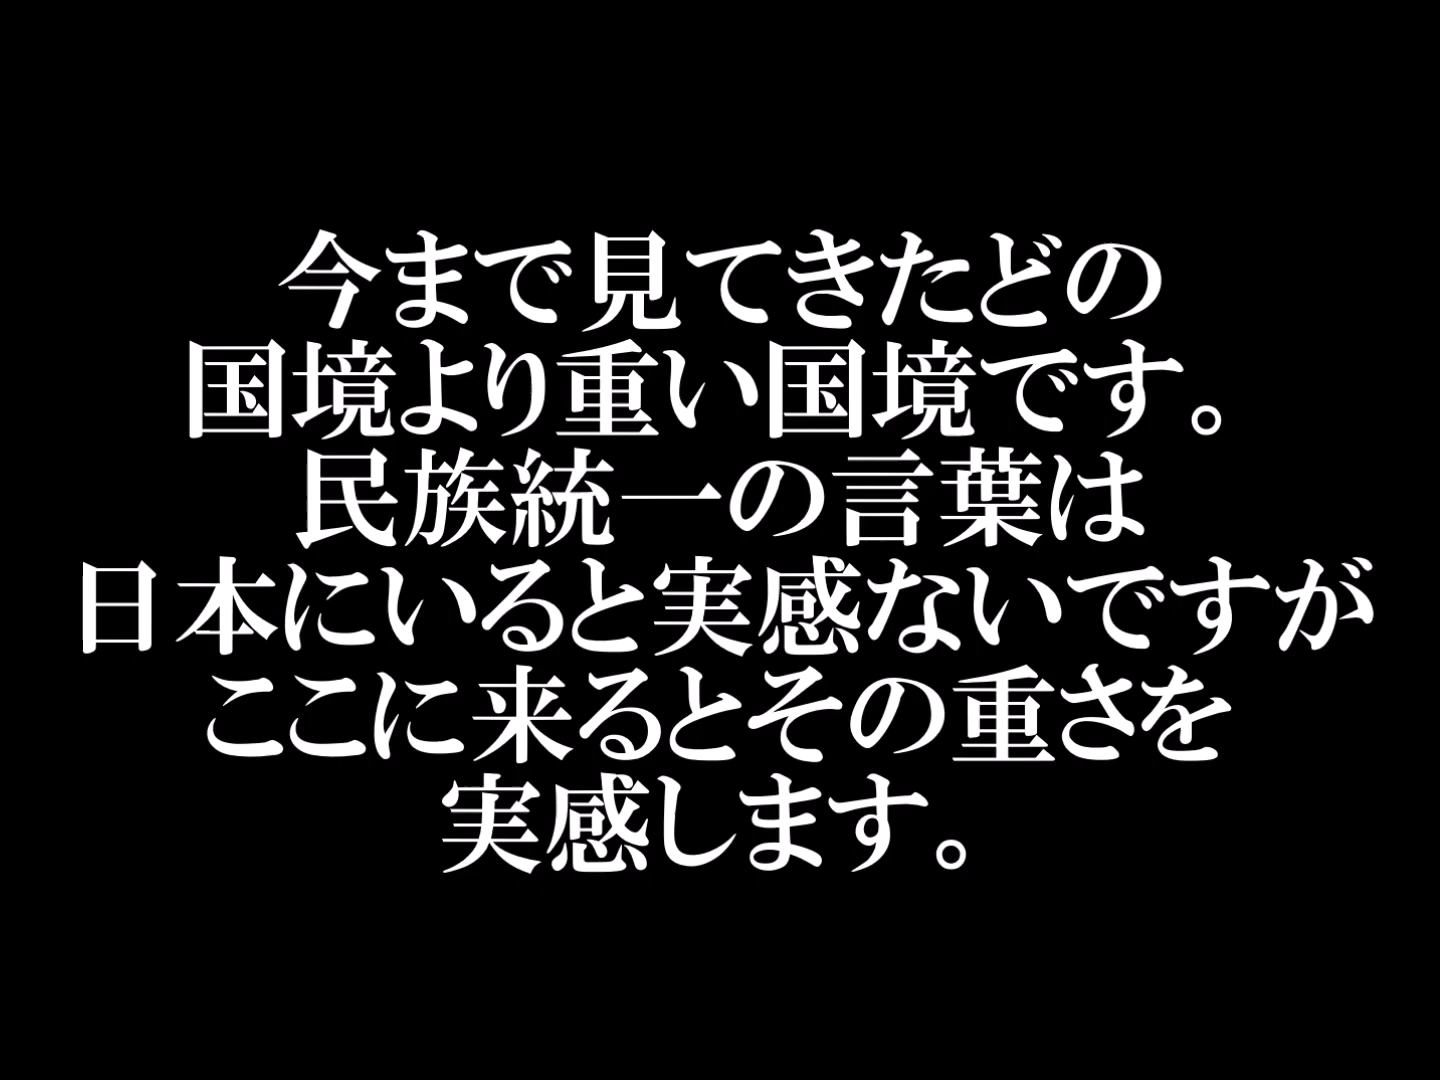 今まで見てきたどの
国境より重い国境です。
民族統一の言葉は
日本にいると実感ないですが
ここに来るとその重さを
実感します。